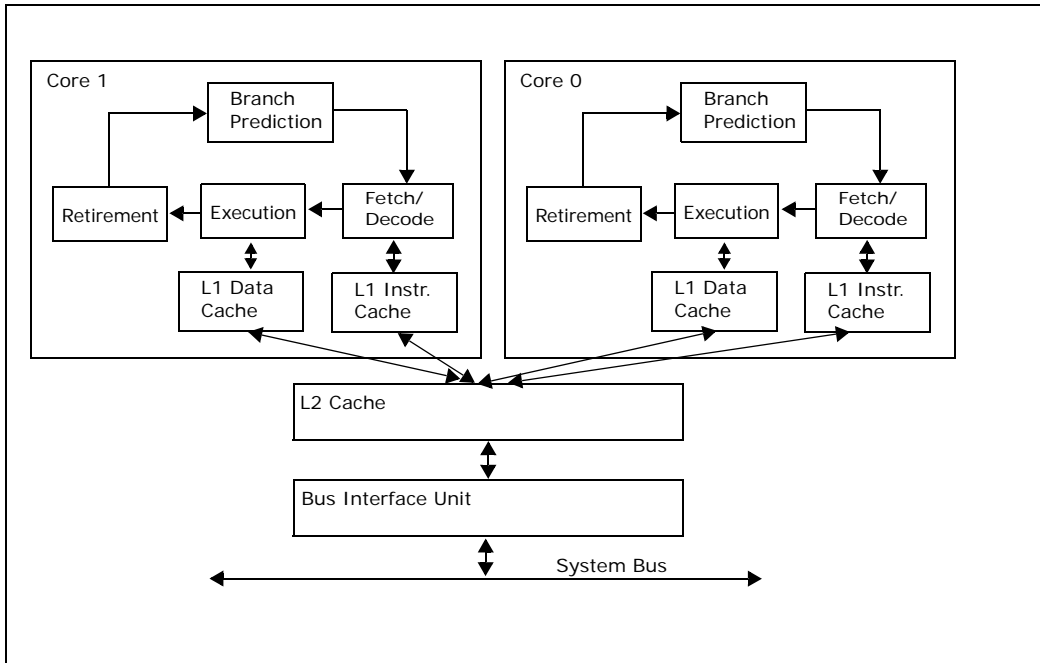 Core 1
Branch
Prediction
Retirement
Execution
Fetch/
Decode
L1 Data
Cache
L1 Instr.
Cache
Core 0
Branch
Prediction
Retirement
Execution
Fetch/
Decode
L1 Data
Cache
L1 Instr.
Cache
L2 Cache
Bus Interface Unit
System Bus